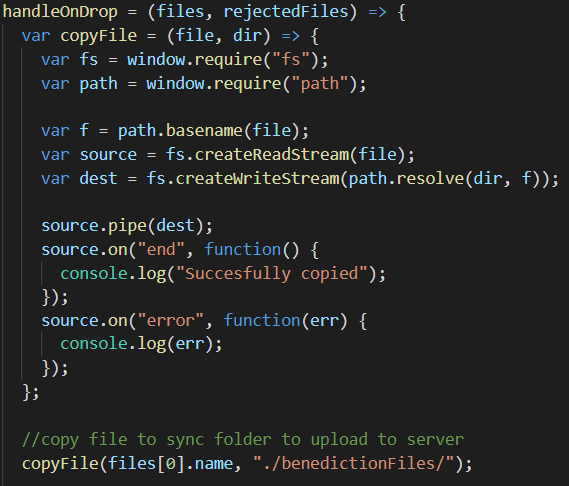 handleOnDrop = (files, rejectedFiles) => {
  var copyFile = (file, dir) => {
    var fs = window.require("fs");
    var path = window.require("path");

    var f = path.basename(file);
    var source = fs.createReadStream(file);
    var dest = fs.createWriteStream(path.resolve(dir, f));

    source.pipe(dest);
    source.on("end", function() {
      console.log("Succesfully copied");
    });
    source.on("error", function(err) {
      console.log(err);
    });
  };

  //copy file to sync folder to upload to server
  copyFile(files[0].name, "./benedictionFiles/");